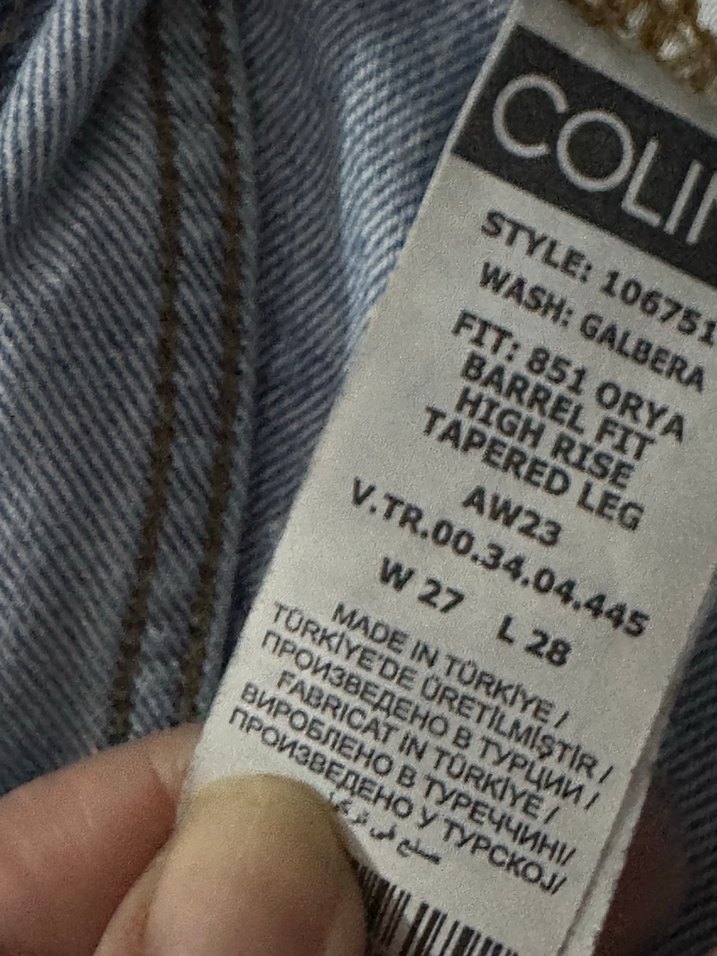 COLI
STYLE: 106751
WASH: GALBERA
FIT: 851 ORYA
BARREL FIT
HIGH RISE
TAPERED LEG
AW23
V.TR.00.34.04.445
W 27 L 28
MADE IN TÜRKİYE /
TÜRKİYE'DE ÜRETİLMİŞTİR /
ПРОИЗВЕДЕНО В ТУРЦИИ /
FABRICAT IN TÜRKİYE /
ВИРОБЛЕНО В ТУРЕЧЧИНІ/
ПРОИЗВЕДЕНО У ТУРСКОЈ/